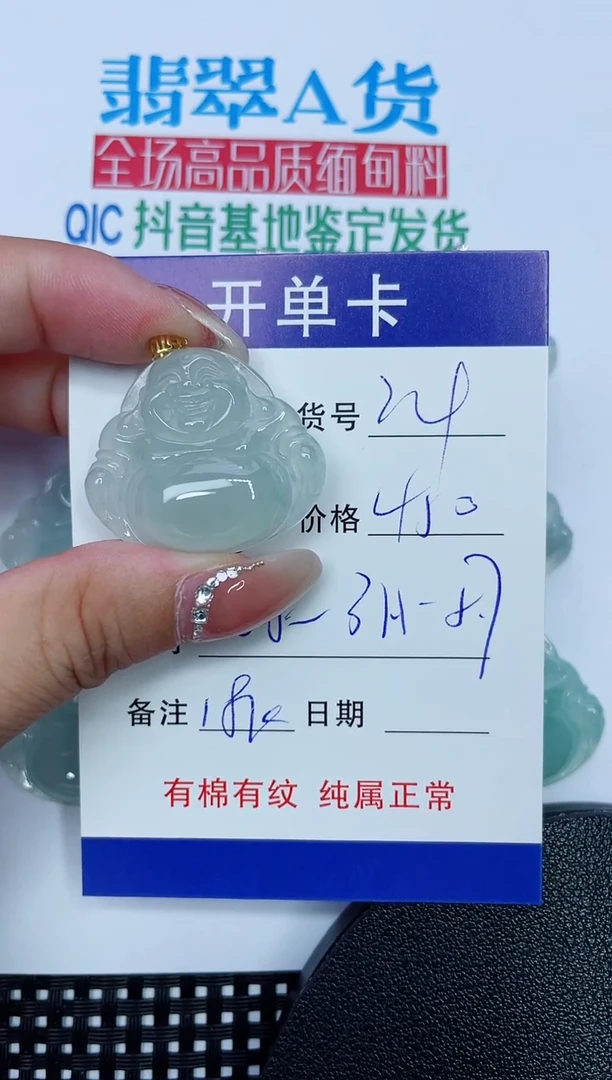 翡翠A货
全场高品质缅甸料
QIC 抖音基地鉴定发货
开单卡
货号 24
价格 450
备注 18k 日期
有棉有纹 纯属正常